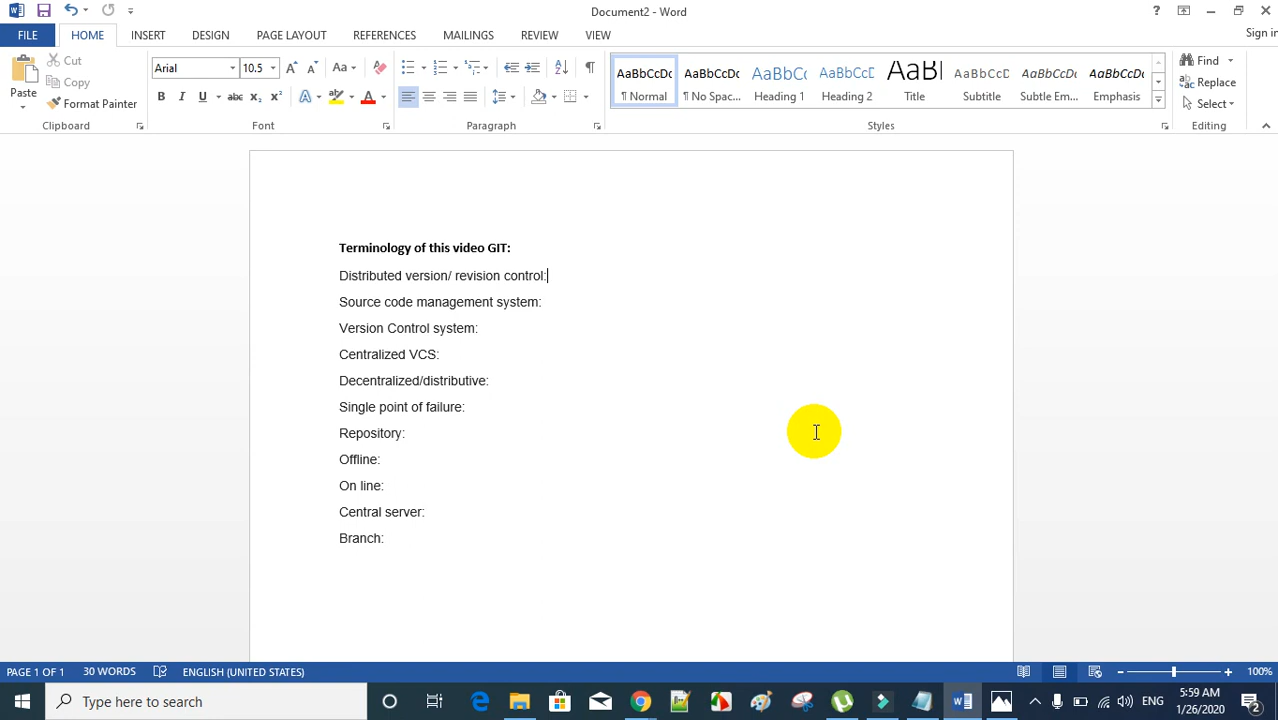 Document2 - Word
Sign in
FILE HOME INSERT DESIGN PAGE LAYOUT REFERENCES MAILINGS REVIEW VIEW
Paste
Cut
Copy
Format Painter
Clipboard
Arial 10.5
Font
Paragraph
AaBbCcDc AaBbCcDc AaBbCc AaBbCcC AaBl AaBbCcD AaBbCcDc AaBbCcDc
¶ Normal ¶ No Spac... Heading 1 Heading 2 Title Subtitle Subtle Em... Emphasis
Styles
Find
Replace
Select
Editing
Terminology of this video GIT:
Distributed version/ revision control:
Source code management system:
Version Control system:
Centralized VCS:
Decentralized/distributive:
Single point of failure:
Repository:
Offline:
On line:
Central server:
Branch:
PAGE 1 OF 1 30 WORDS ENGLISH (UNITED STATES) 100%
Type here to search
ENG
5:59 AM
1/26/2020
2